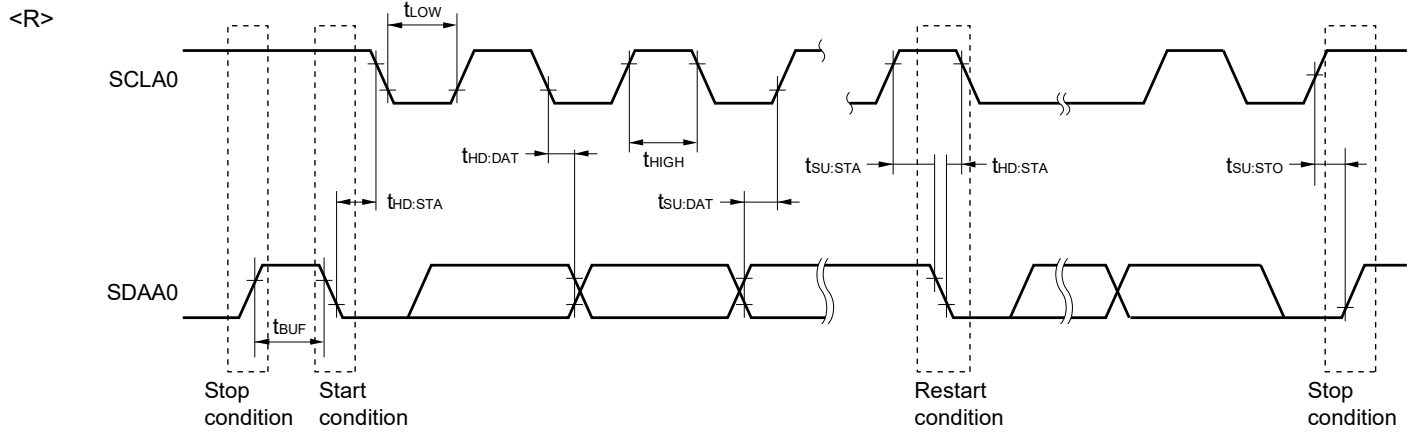 <R>
tLOW
SCLA0
tHD:DAT
tHIGH
tSU:STA
tHD:STA
tSU:STO
tHD:STA
tSU:DAT
SDAA0
tBUF
Stop
condition
Start
condition
Restart
condition
Stop
condition